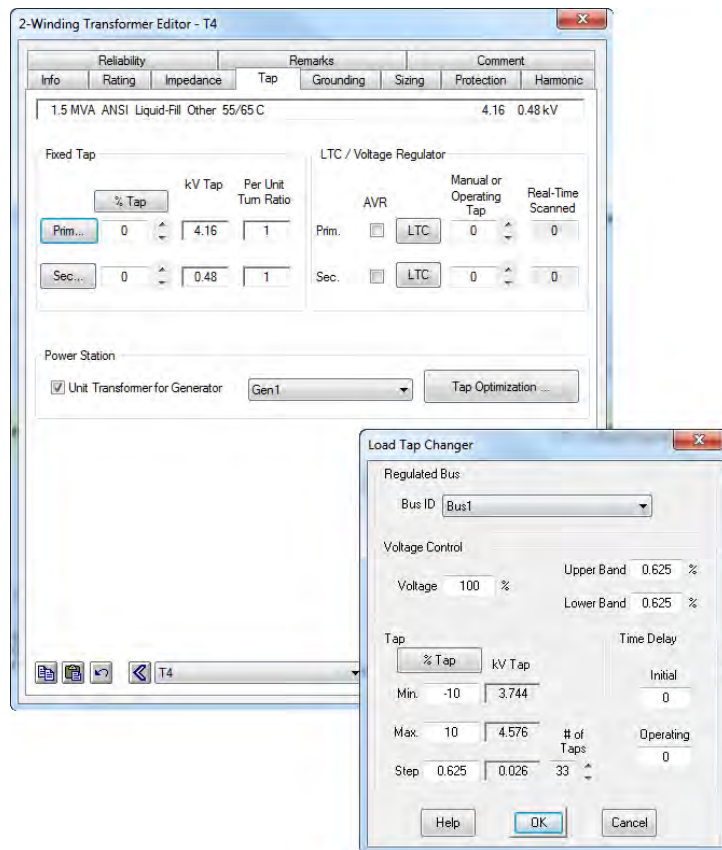 2-Winding Transformer Editor - T4
Reliability Remarks Comment
Info Rating Impedance Tap Grounding Sizing Protection Harmonic
1.5 MVA ANSI Liquid-Fill Other 55/65 C 4.16 0.48 kV
Fixed Tap
LTC / Voltage Regulator
% Tap kV Tap Per Unit
Turn Ratio
AVR Manual or
Operating
Tap Real-Time
Scanned
Prim... 0 4.16 1 Prim. LTC 0 0
Sec... 0 0.48 1 Sec. LTC 0 0
Power Station
Unit Transformer for Generator Gen1 Tap Optimization ...
T4
Load Tap Changer
Regulated Bus
Bus ID Bus1
Voltage Control
Voltage 100 %
Upper Band 0.625 %
Lower Band 0.625 %
Tap
% Tap kV Tap
Min. -10 3.744
Max. 10 4.576
# of
Taps
Step 0.625 0.026 33
Time Delay
Initial
0
Operating
0
Help OK Cancel